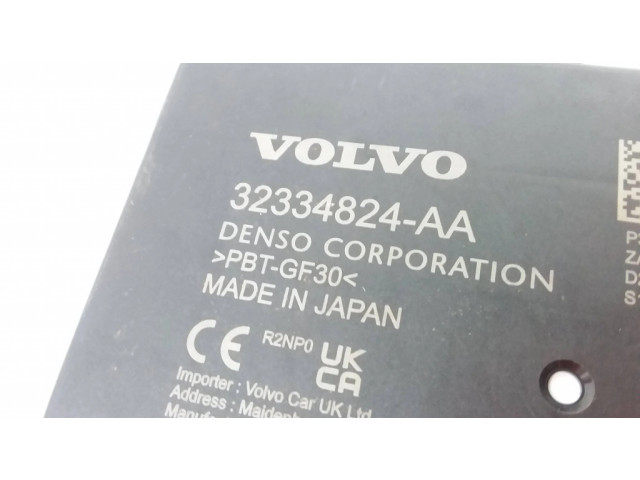 VOLVO
32334824-AA
DENSO CORPORATION
>PBT-GF30<
MADE IN JAPAN
CE R2NP0 UK CA
Importer : Volvo Car UK Ltd
Address :